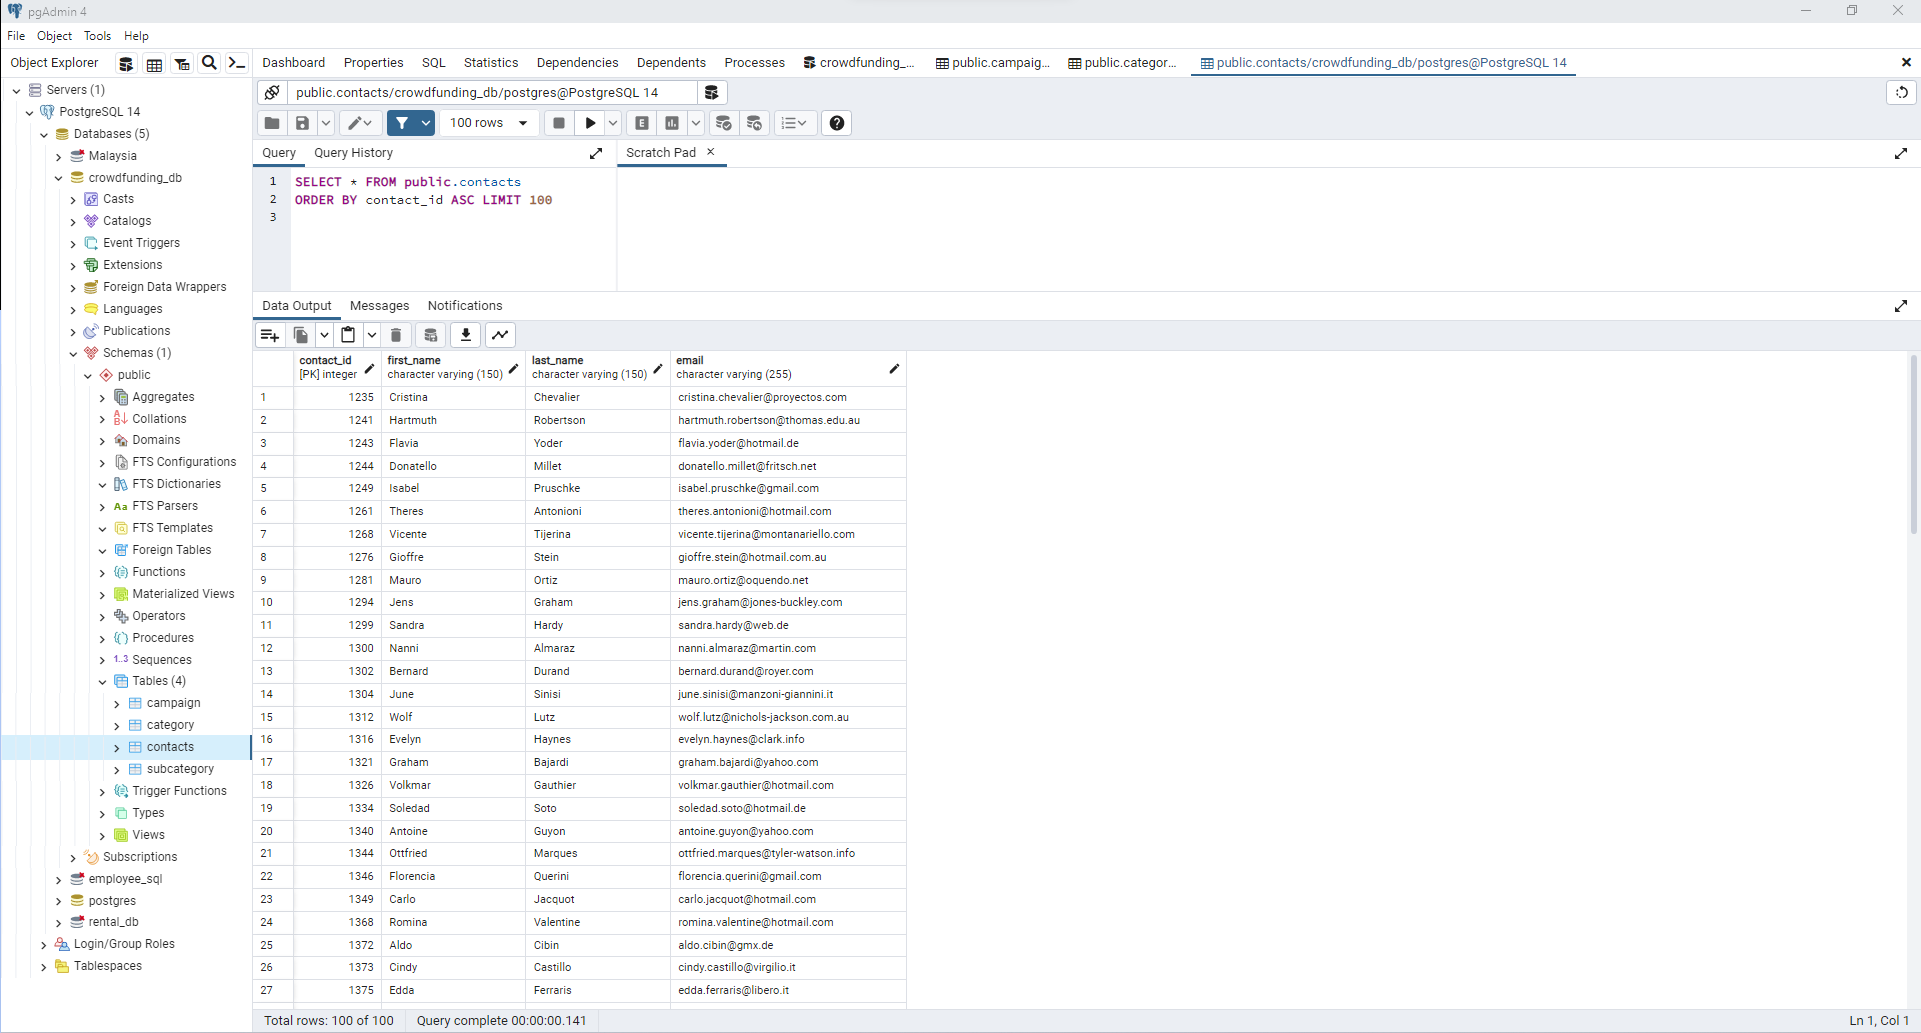 pgAdmin 4
File Object Tools Help
Object Explorer
Dashboard Properties SQL Statistics Dependencies Dependents Processes crowdfunding_... public.campaig... public.categor... public.contacts/crowdfunding_db/postgres@PostgreSQL 14
Servers (1)
PostgreSQL 14
Databases (5)
Malaysia
crowdfunding_db
Casts
Catalogs
Event Triggers
Extensions
Foreign Data Wrappers
Languages
Publications
Schemas (1)
public
Aggregates
Collations
Domains
FTS Configurations
FTS Dictionaries
Aa FTS Parsers
FTS Templates
Foreign Tables
Functions
Materialized Views
Operators
Procedures
1..3 Sequences
Tables (4)
campaign
category
contacts
subcategory
Trigger Functions
Types
Views
Subscriptions
employee_sql
postgres
rental_db
Login/Group Roles
Tablespaces
public.contacts/crowdfunding_db/postgres@PostgreSQL 14
100 rows E
Query Query History Scratch Pad
1 SELECT * FROM public.contacts
2 ORDER BY contact_id ASC LIMIT 100
3
Data Output Messages Notifications
contact_id first_name last_name email
[PK] integer character varying (150) character varying (150) character varying (255)
1 1235 Cristina Chevalier cristina.chevalier@proyectos.com
2 1241 Hartmuth Robertson hartmuth.robertson@thomas.edu.au
3 1243 Flavia Yoder flavia.yoder@hotmail.de
4 1244 Donatello Millet donatello.millet@fritsch.net
5 1249 Isabel Pruschke isabel.pruschke@gmail.com
6 1261 Theres Antonioni theres.antonioni@hotmail.com
7 1268 Vicente Tijerina vicente.tijerina@montanariello.com
8 1276 Gioffre Stein gioffre.stein@hotmail.com.au
9 1281 Mauro Ortiz mauro.ortiz@oquendo.net
10 1294 Jens Graham jens.graham@jones-buckley.com
11 1299 Sandra Hardy sandra.hardy@web.de
12 1300 Nanni Almaraz nanni.almaraz@martin.com
13 1302 Bernard Durand bernard.durand@royer.com
14 1304 June Sinisi june.sinisi@manzoni-giannini.it
15 1312 Wolf Lutz wolf.lutz@nichols-jackson.com.au
16 1316 Evelyn Haynes evelyn.haynes@clark.info
17 1321 Graham Bajardi graham.bajardi@yahoo.com
18 1326 Volkmar Gauthier volkmar.gauthier@hotmail.com
19 1334 Soledad Soto soledad.soto@hotmail.de
20 1340 Antoine Guyon antoine.guyon@yahoo.com
21 1344 Ottfried Marques ottfried.marques@tyler-watson.info
22 1346 Florencia Querini florencia.querini@gmail.com
23 1349 Carlo Jacquot carlo.jacquot@hotmail.com
24 1368 Romina Valentine romina.valentine@hotmail.com
25 1372 Aldo Cibin aldo.cibin@gmx.de
26 1373 Cindy Castillo cindy.castillo@virgilio.it
27 1375 Edda Ferraris edda.ferraris@libero.it
Total rows: 100 of 100 Query complete 00:00:00.141 Ln 1, Col 1